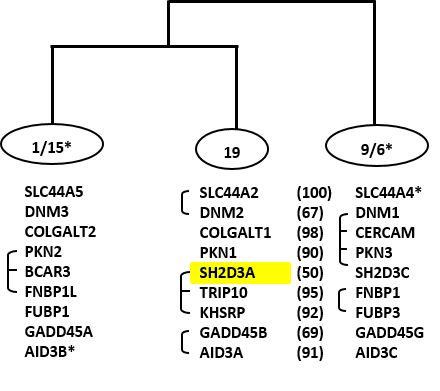 1/15* 19 9/6*
SLC44A5 SLC44A2 (100) SLC44A4*
DNM3 DNM2 (67) DNM1
COLGALT2 COLGALT1 (98) CERCAM
PKN2 PKN1 (90) PKN3
BCAR3 SH2D3A (50) SH2D3C
FNBP1L TRIP10 (95) FNBP1
FUBP1 KHSRP (92) FUBP3
GADD45A GADD45B (69) GADD45G
AID3B* AID3A (91) AID3C